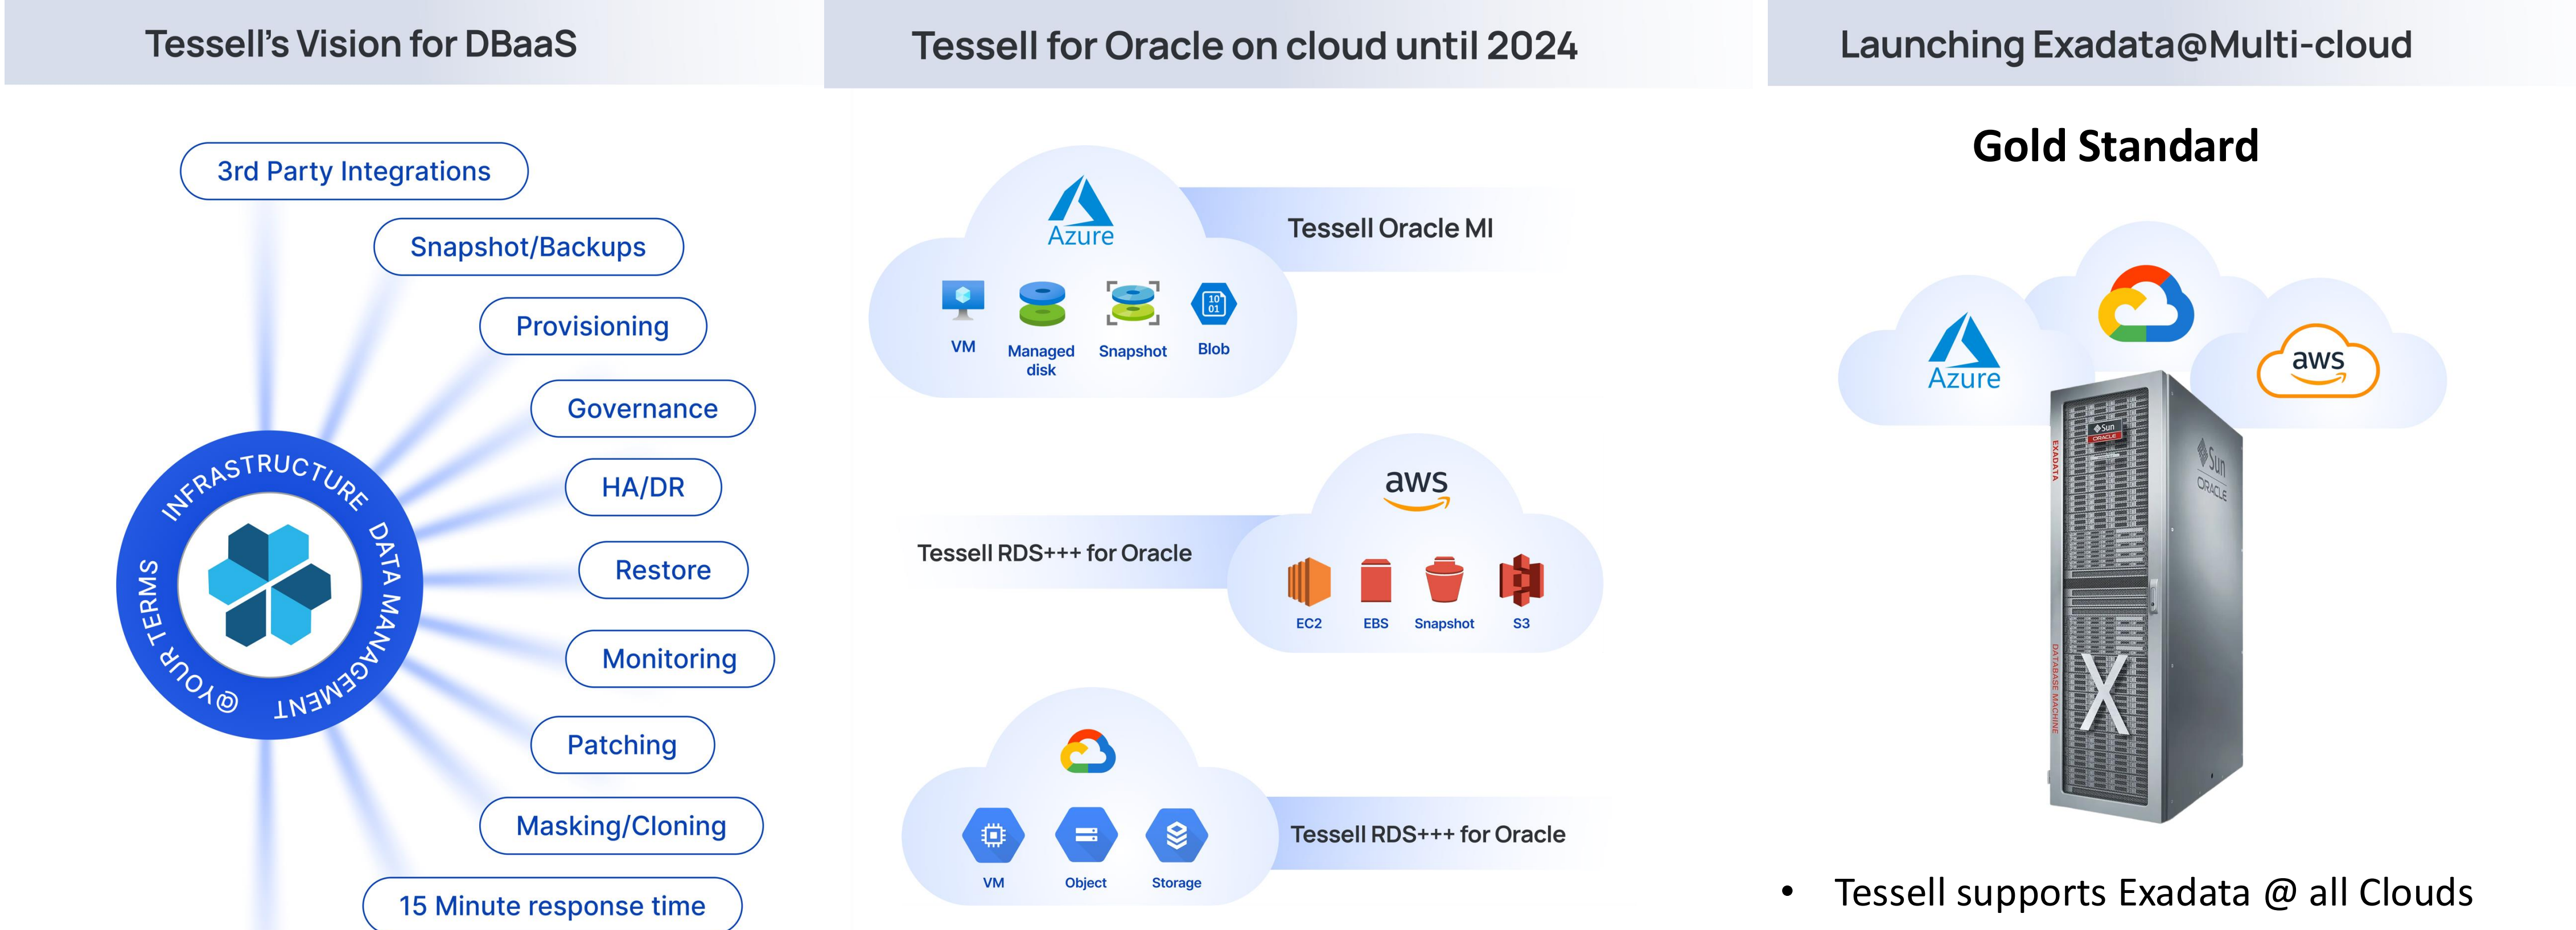 Tessell's Vision for DBaaS
3rd Party Integrations
Snapshot/Backups
Provisioning
Governance
HA/DR
Restore
Monitoring
Patching
Masking/Cloning
15 Minute response time
INFRASTRUCTURE
DATA MANAGEMENT
@YOUR TERMS
Tessell for Oracle on cloud until 2024
Azure
Tessell Oracle MI
VM
Managed
disk
Snapshot
10
01
Blob
aws
Tessell RDS+++ for Oracle
EC2
EBS
Snapshot
S3
Tessell RDS+++ for Oracle
VM
Object
Storage
Launching Exadata@Multi-cloud
Gold Standard
Azure
aws
Sun
ORACLE
EXADATA
Sun
ORACLE
DATABASE MACHINE
X
• Tessell supports Exadata @ all Clouds